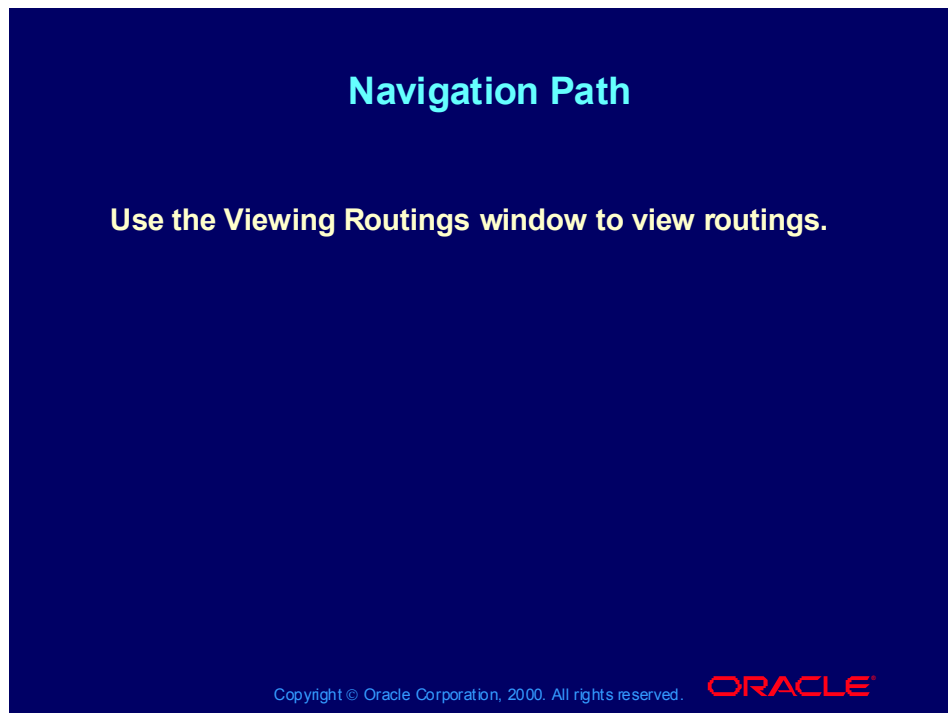 Navigation Path
Use the Viewing Routings window to view routings.
Copyright © Oracle Corporation, 2000. All rights reserved.
ORACLE®